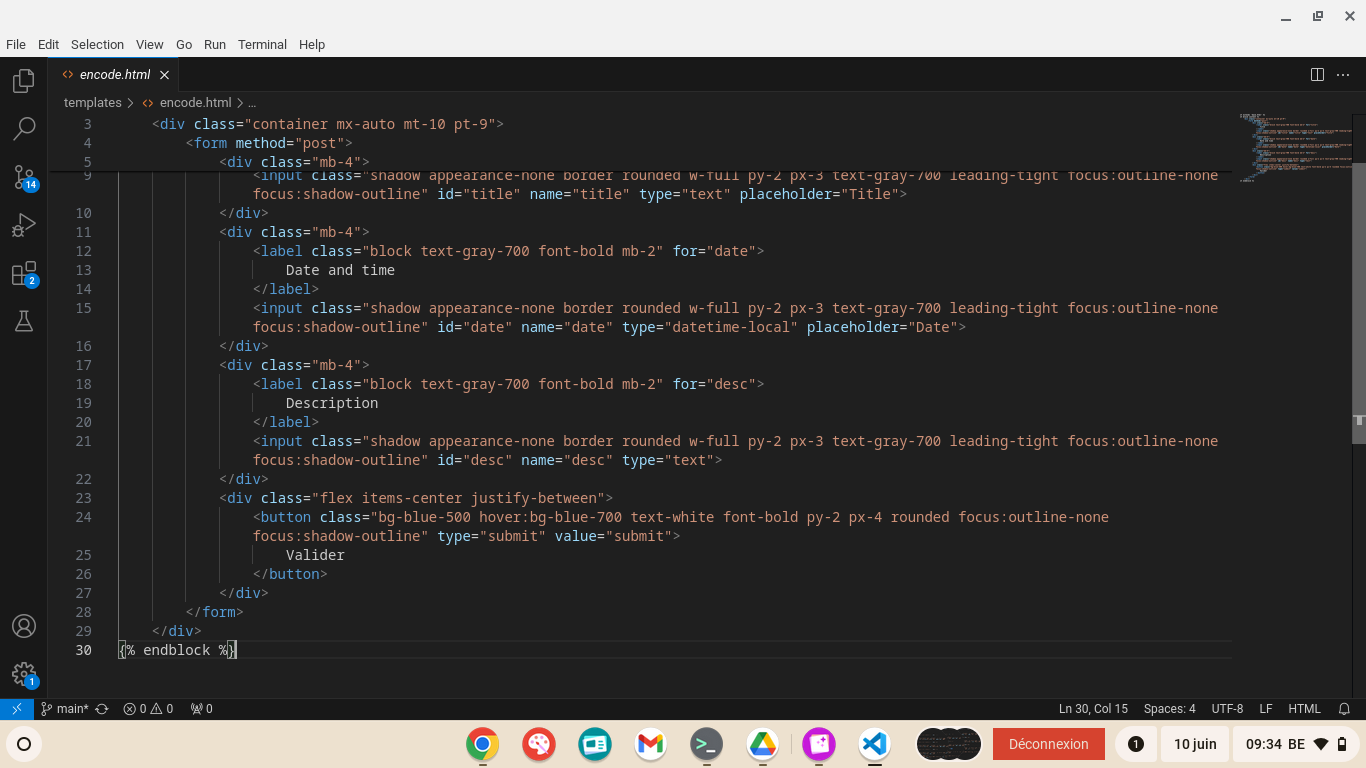 File Edit Selection View Go Run Terminal Help
encode.html
templates > encode.html > ...
3 <div class="container mx-auto mt-10 pt-9">
4 <form method="post">
5 <div class="mb-4">
9 <input class="shadow appearance-none border rounded w-full py-2 px-3 text-gray-700 leading-tight focus:outline-none
focus:shadow-outline" id="title" name="title" type="text" placeholder="Title">
10 </div>
11 <div class="mb-4">
12 <label class="block text-gray-700 font-bold mb-2" for="date">
13 Date and time
14 </label>
15 <input class="shadow appearance-none border rounded w-full py-2 px-3 text-gray-700 leading-tight focus:outline-none
focus:shadow-outline" id="date" name="date" type="datetime-local" placeholder="Date">
16 </div>
17 <div class="mb-4">
18 <label class="block text-gray-700 font-bold mb-2" for="desc">
19 Description
20 </label>
21 <input class="shadow appearance-none border rounded w-full py-2 px-3 text-gray-700 leading-tight focus:outline-none
focus:shadow-outline" id="desc" name="desc" type="text">
22 </div>
23 <div class="flex items-center justify-between">
24 <button class="bg-blue-500 hover:bg-blue-700 text-white font-bold py-2 px-4 rounded focus:outline-none
focus:shadow-outline" type="submit" value="submit">
25 Valider
26 </button>
27 </div>
28 </form>
29 </div>
30 {% endblock %}
14
2
1
main* 0 0 0 Ln 30, Col 15 Spaces: 4 UTF-8 LF HTML
Déconnexion 1 10 juin 09:34 BE